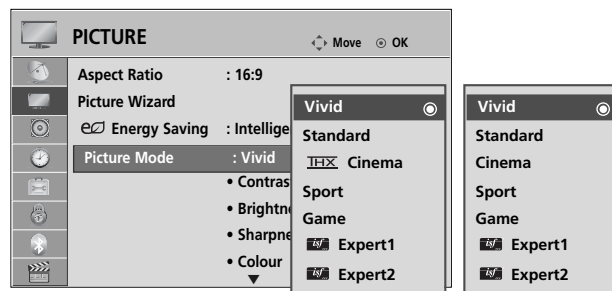 PICTURE
Move
OK
Aspect Ratio : 16:9
Picture Wizard
Energy Saving : Intellige
Picture Mode : Vivid
• Contras
• Brightn
• Sharpne
• Colour
Vivid
Standard
THX Cinema
Sport
Game
isf Expert1
isf Expert2
Vivid
Standard
Cinema
Sport
Game
isf Expert1
isf Expert2